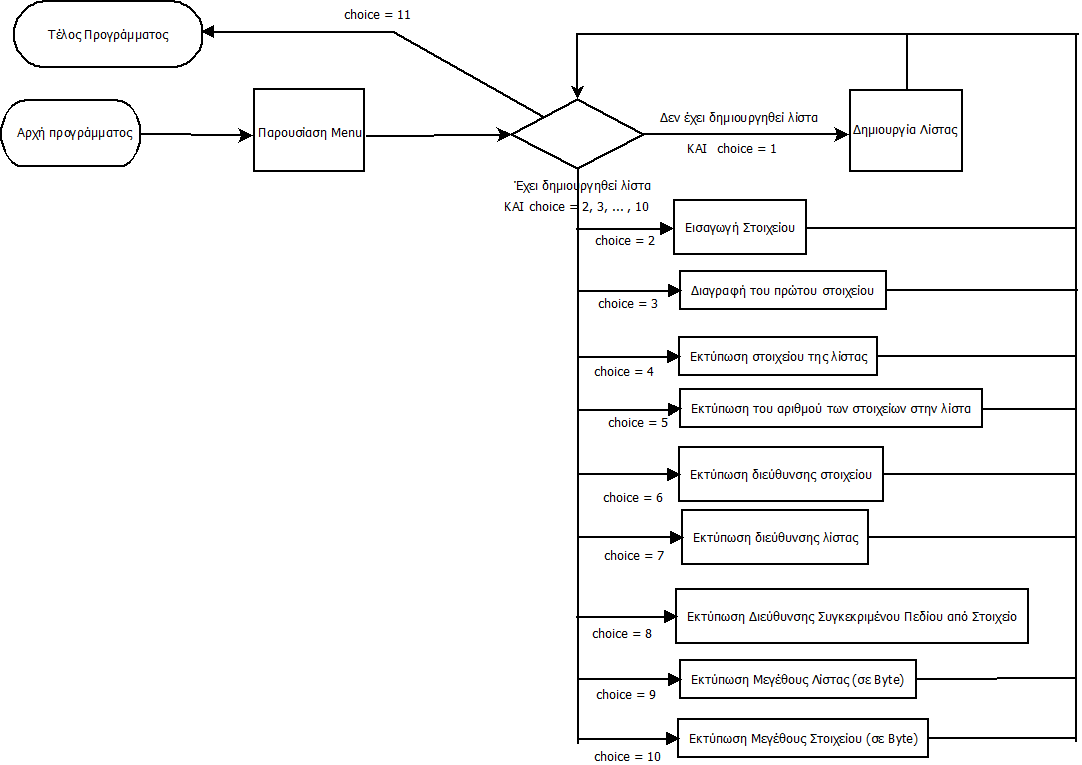 choice = 11
Τέλος Προγράμματος
Αρχή προγράμματος
Παρουσίαση Menu
Δεν έχει δημιουργηθεί λίστα
ΚΑΙ choice = 1
Δημιουργία Λίστας
Έχει δημιουργηθεί λίστα
ΚΑΙ choice = 2, 3, ... , 10
Εισαγωγή Στοιχείου
choice = 2
Διαγραφή του πρώτου στοιχείου
choice = 3
Εκτύπωση στοιχείου της λίστας
choice = 4
Εκτύπωση του αριθμού των στοιχείων στην λίστα
choice = 5
Εκτύπωση διεύθυνσης στοιχείου
choice = 6
Εκτύπωση διεύθυνσης λίστας
choice = 7
Εκτύπωση Διεύθυνσης Συγκεκριμένου Πεδίου από Στοιχείο
choice = 8
Εκτύπωση Μεγέθους Λίστας (σε Byte)
choice = 9
Εκτύπωση Μεγέθους Στοιχείου (σε Byte)
choice = 10